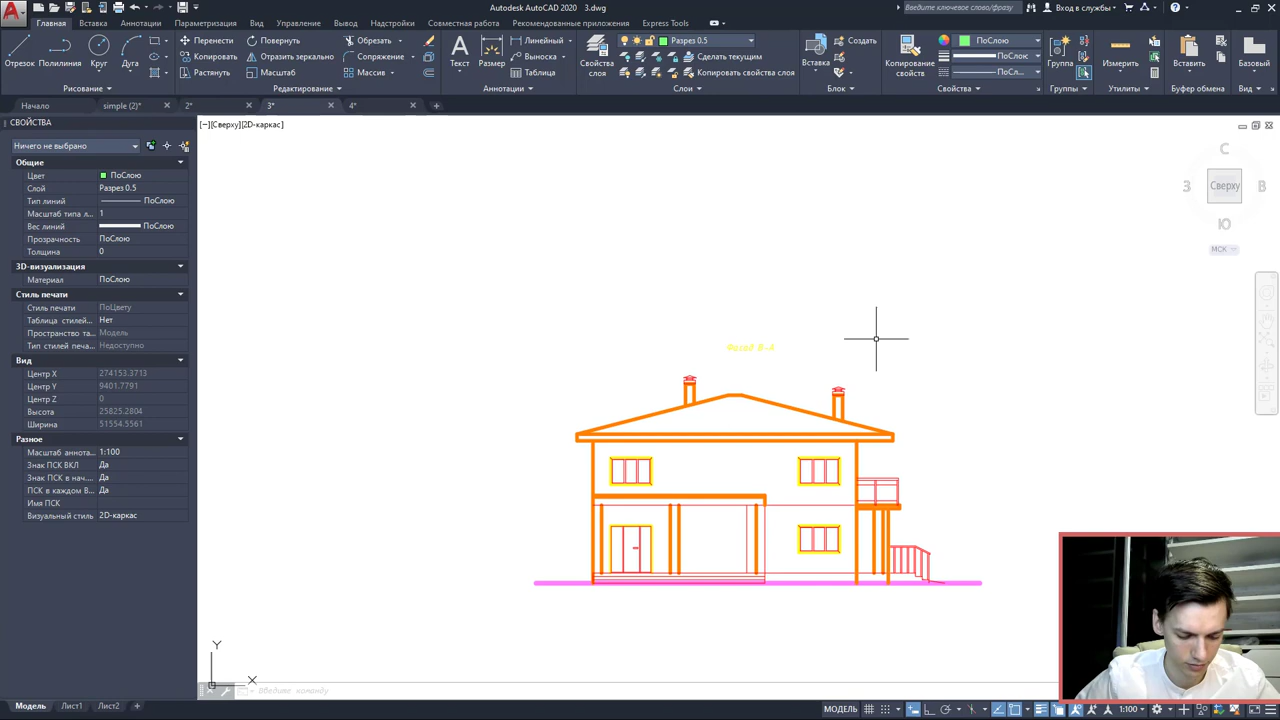 Autodesk AutoCAD 2020 3.dwg
Введите ключевое слово/фразу
Вход в службы
Главная Вставка Аннотации Параметризация Вид Управление Вывод Надстройки Совместная работа Рекомендованные приложения Express Tools
Отрезок Полилиния Круг Дуга
Перенести Повернуть Обрезать
Копировать Отразить зеркально Сопряжение
Растянуть Масштаб Массив
Текст Размер
Линейный
Выноска
Таблица
Свойства слоя
Разрез 0.5
Сделать текущим
Копировать свойства слоя
Вставка
Создать
Копирование свойств
ПоСлою
ПоСлок
ПоСл...
Группа
Измерить
Вставить
Базовый
Рисование Редактирование Аннотации Слои Блок Свойства Группы Утилиты Буфер обмена Вид
Начало simple (2)* 2* 3* 4*
СВОЙСТВА
[−][Сверху][2D-каркас]
Ничего не выбрано
Общие
Цвет ПоСлою
Слой Разрез 0.5
Тип линий ПоСлою
Масштаб типа л... 1
Вес линий ПоСлою
Прозрачность ПоСлою
Толщина 0
3D-визуализация
Материал ПоСлою
Стиль печати
Стиль печати ПоЦвету
Таблица стилей... Нет
Пространство та... Модель
Тип стилей печа... Недоступно
Вид
Центр X 274153.3713
Центр Y 9401.7791
Центр Z 0
Высота 25825.2804
Ширина 51554.5561
Разное
Масштаб аннота... 1:100
Знак ПСК ВКЛ Да
Знак ПСК в нач.... Да
ПСК в каждом В... Да
Имя ПСК
Визуальный стиль 2D-каркас
С
З Сверху В
Ю
МСК
Фасад В-А
Y
X
Введите команду
Модель Лист1 Лист2
МОДЕЛЬ
1:100